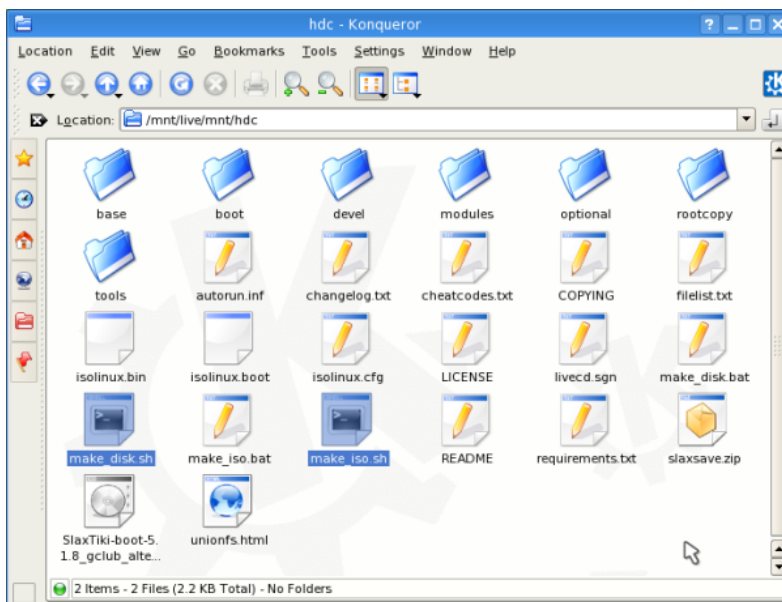 hdc - Konqueror
Location Edit View Go Bookmarks Tools Settings Window Help
Location: /mnt/live/mnt/hdc
base boot devel modules optional rootcopy
tools autorun.inf changelog.txt cheatcodes.txt COPYING filelist.txt
isolinux.bin isolinux.boot isolinux.cfg LICENSE livecd.sgn make_disk.bat
make_disk.sh make_iso.bat make_iso.sh README requirements.txt slaxsave.zip
SlaxTiki-boot-5. unionfs.html
1.8_gclub_alte...
2 Items - 2 Files (2.2 KB Total) - No Folders